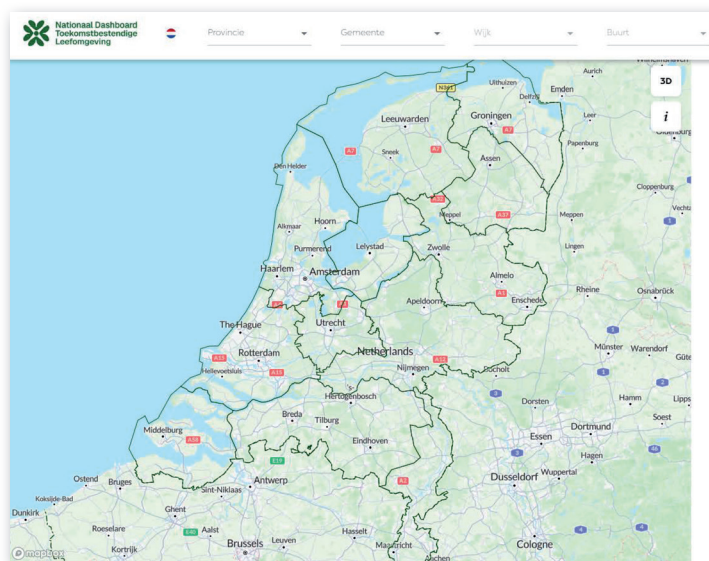 Nationaal Dashboard
Toekomstbestendige
Leefomgeving
Provincie
Gemeente
Wijk
Buurt
3D
i
Aurich
Uithuizen
N361
Delfzijl
Emden
Leeuwarden
Groningen
Leer
A7
A7
A7
Sneek
Assen
Papenburg
Oldenburg
Den Helder
Cloppenburg
A32
Meppel
A37
Meppen
Vechta
Hoorn
Alkmaar
Purmerend
Lelystad
Zwolle
Lingen
Haarlem
Amsterdam
Almelo
A1
Rheine
Osnabrück
Apeldoorn
Enschede
Utrecht
The Hague
Netherlands
Münster
Warendorf
Rotterdam
A15
A12
Bocholt
Hellevoetsluis
A15
Nijmegen
Hamm
's-
Hertogenbosch
Dorsten
Soest
Breda
Tilburg
Dortmund
Middelburg
A58
Essen
Eindhoven
Hagen
E19
Wuppertal
Ostend
Bruges
Antwerp
A2
Dusseldorf
Sint-Niklaas
Koksijde-Bad
Dunkirk
Ghent
Roeselare
Aalst
E40
Hasselt
Leuven
Kortrijk
Brussels
Maastricht
Cologne
mapbox